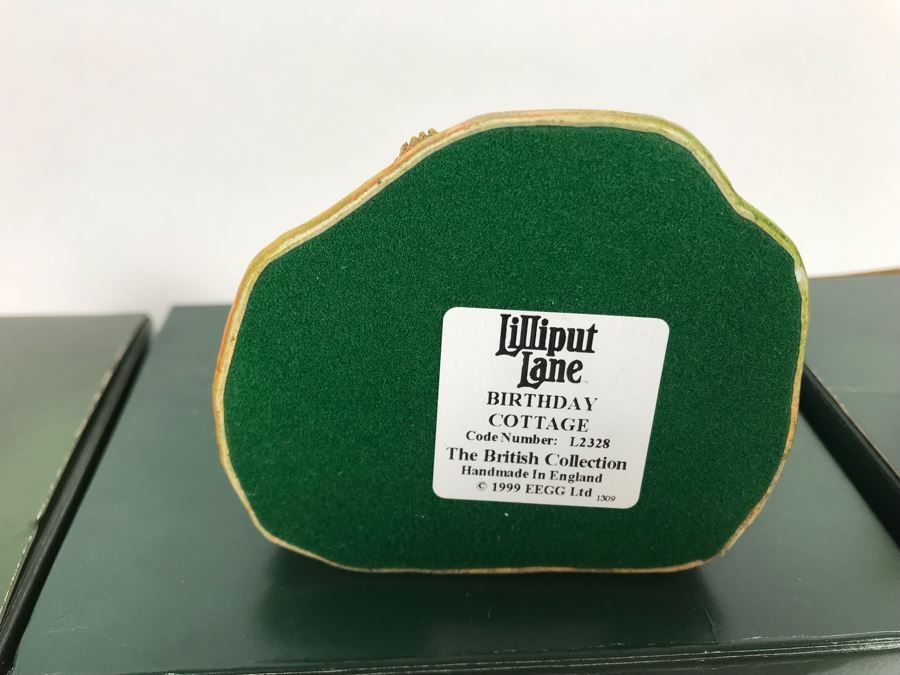 Lilliput
Lane
BIRTHDAY
COTTAGE
Code Number: L2328
The British Collection
Handmade In England
© 1999 EEGG Ltd 1309